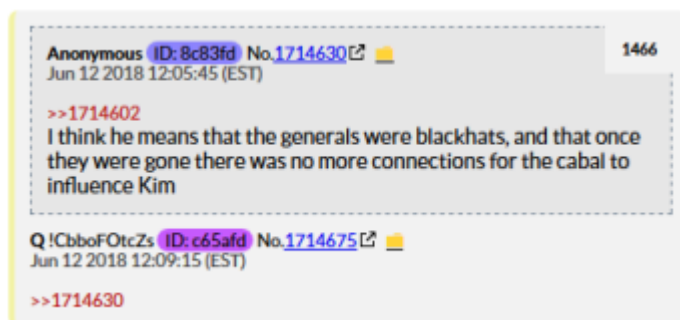 Anonymous ID: 8c83fd No.1714630
1466
Jun 12 2018 12:05:45 (EST)
>>1714602
I think he means that the generals were blackhats, and that once
they were gone there was no more connections for the cabal to
influence Kim
Q !CbboFOtcZs ID: c65afd No.1714675
Jun 12 2018 12:09:15 (EST)
>>1714630